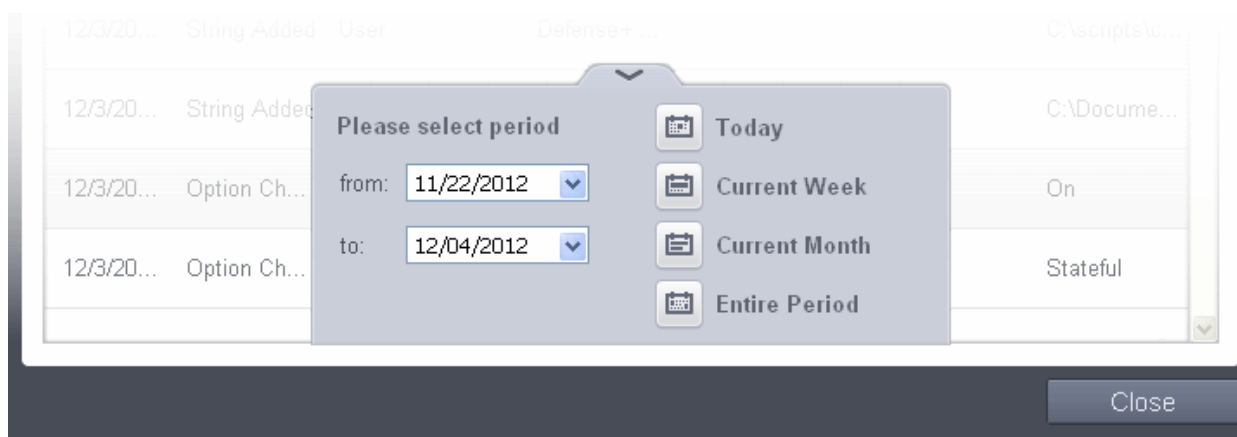 12/3/20... String Added User Defense+ ... C:\scripts\c...
12/3/20... String Added C:\Docume...
12/3/20... Option Ch... On
12/3/20... Option Ch... Stateful
Please select period
from: 11/22/2012
to: 12/04/2012
Today
Current Week
Current Month
Entire Period
Close